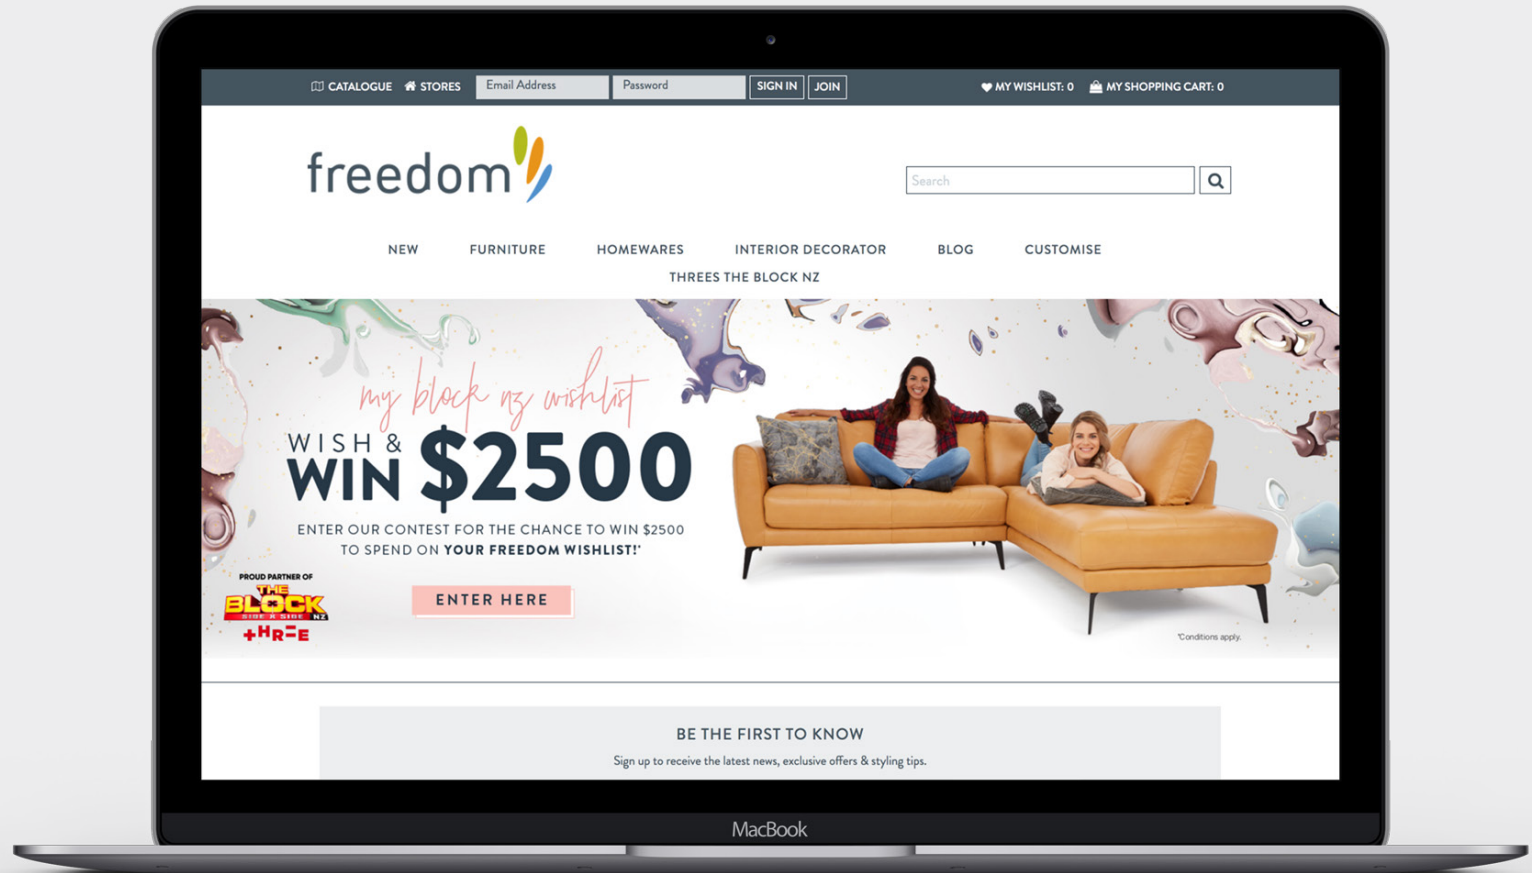 CATALOGUE STORES Email Address Password SIGN IN JOIN MY WISHLIST: 0 MY SHOPPING CART: 0
freedom
Search
NEW FURNITURE HOMEWARES INTERIOR DECORATOR BLOG CUSTOMISE
THREES THE BLOCK NZ
my block nz wishlist
WISH &
WIN $2500
ENTER OUR CONTEST FOR THE CHANCE TO WIN $2500
TO SPEND ON YOUR FREEDOM WISHLIST!*
ENTER HERE
PROUD PARTNER OF
THE
BLOCK
SIDE X SIDE NZ
+HR=E
*Conditions apply.
BE THE FIRST TO KNOW
Sign up to receive the latest news, exclusive offers & styling tips.
MacBook